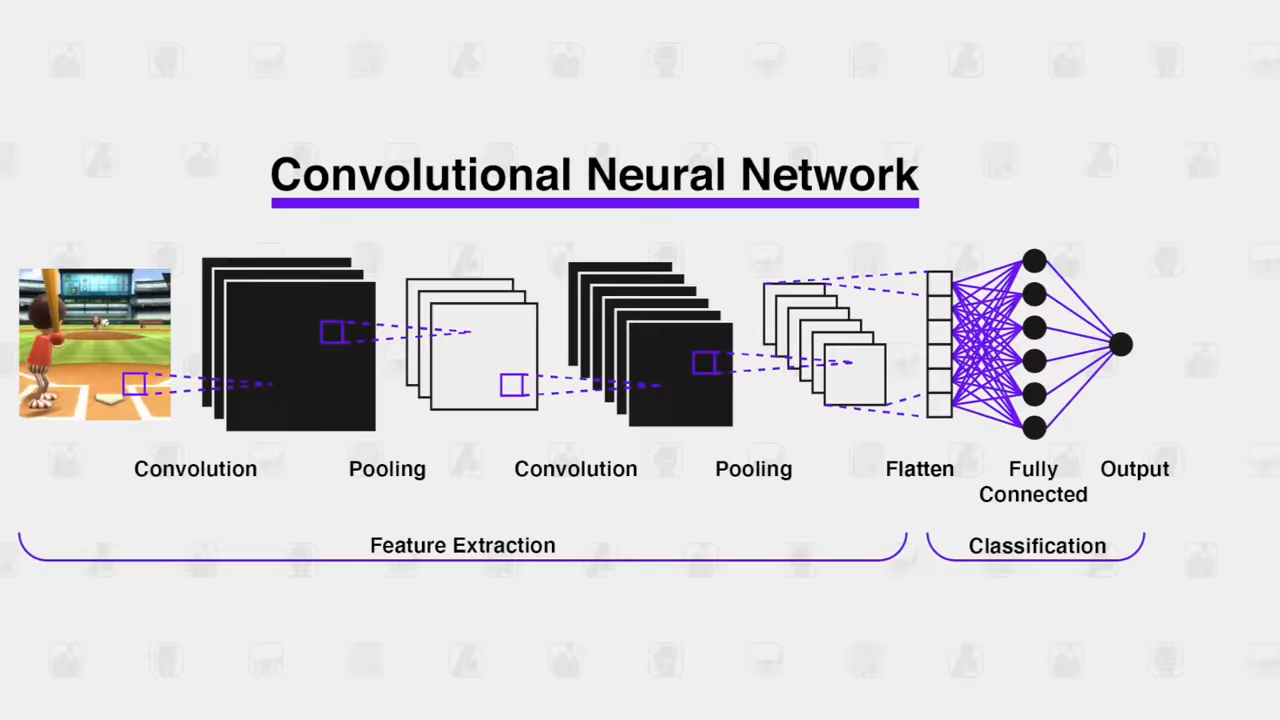 Convolutional Neural Network
Convolution
Pooling
Convolution
Pooling
Flatten
Fully
Connected
Output
Feature Extraction
Classification